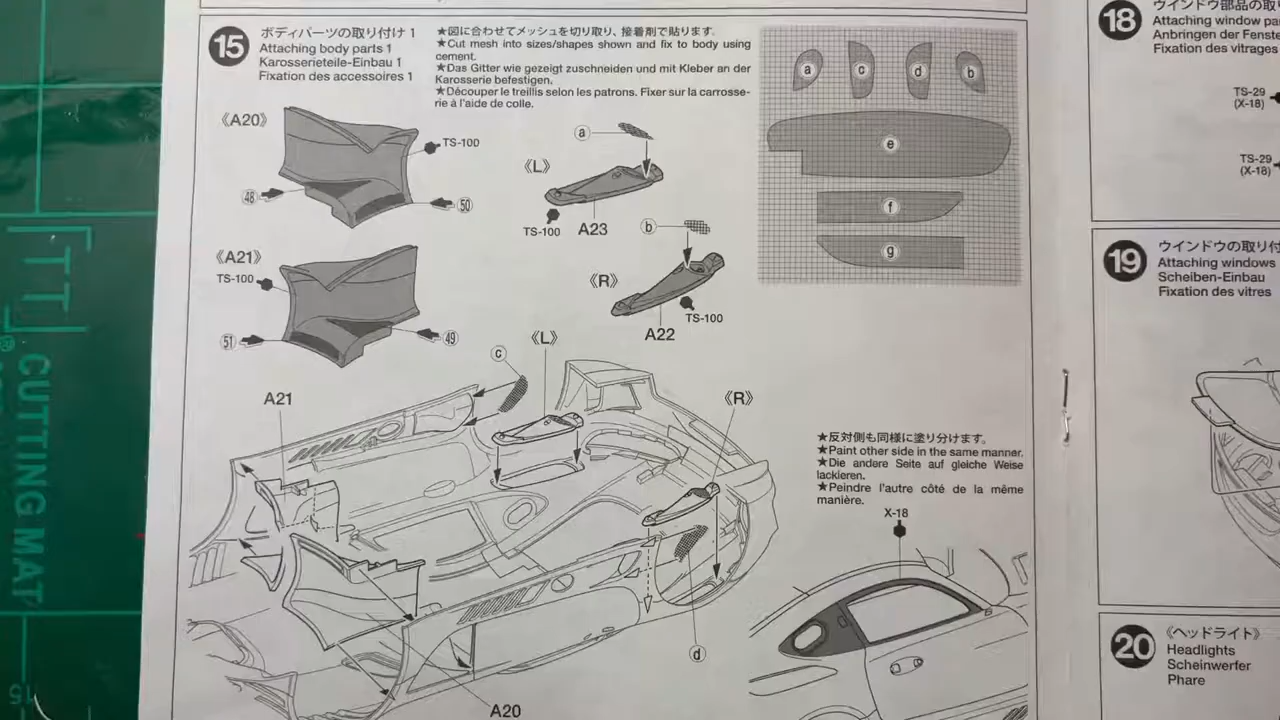 15
ボディパーツの取り付け 1
Attaching body parts 1
Karosserieteile-Einbau 1
Fixation des accessoires 1
★図に合わせてメッシュを切り取り、接着剤で貼ります。
★Cut mesh into sizes/shapes shown and fix to body using
cement.
★Das Gitter wie gezeigt zuschneiden und mit Kleber an der
Karosserie befestigen.
★Découper le treillis selon les patrons. Fixer sur la carrosse-
rie à l'aide de colle.
a
c
d
b
e
f
g
《A20》
TS-100
48
50
《A21》
TS-100
51
49
a
《L》
TS-100
A23
b
《R》
TS-100
A22
《L》
c
A21
《R》
d
A20
★反対側も同様に塗り分けます。
★Paint other side in the same manner.
★Die andere Seite auf gleiche Weise
lackieren.
★Peindre l'autre côté de la même
manière.
X-18
18
ウインドウ部品の取り
Attaching window pa
Anbringen der Fenste
Fixation des vitrages
TS-29
(X-18)
TS-29
(X-18)
19
ウインドウの取り付
Attaching windows
Scheiben-Einbau
Fixation des vitres
20
《ヘッドライト》
Headlights
Scheinwerfer
Phare
CUTTING MAT
15